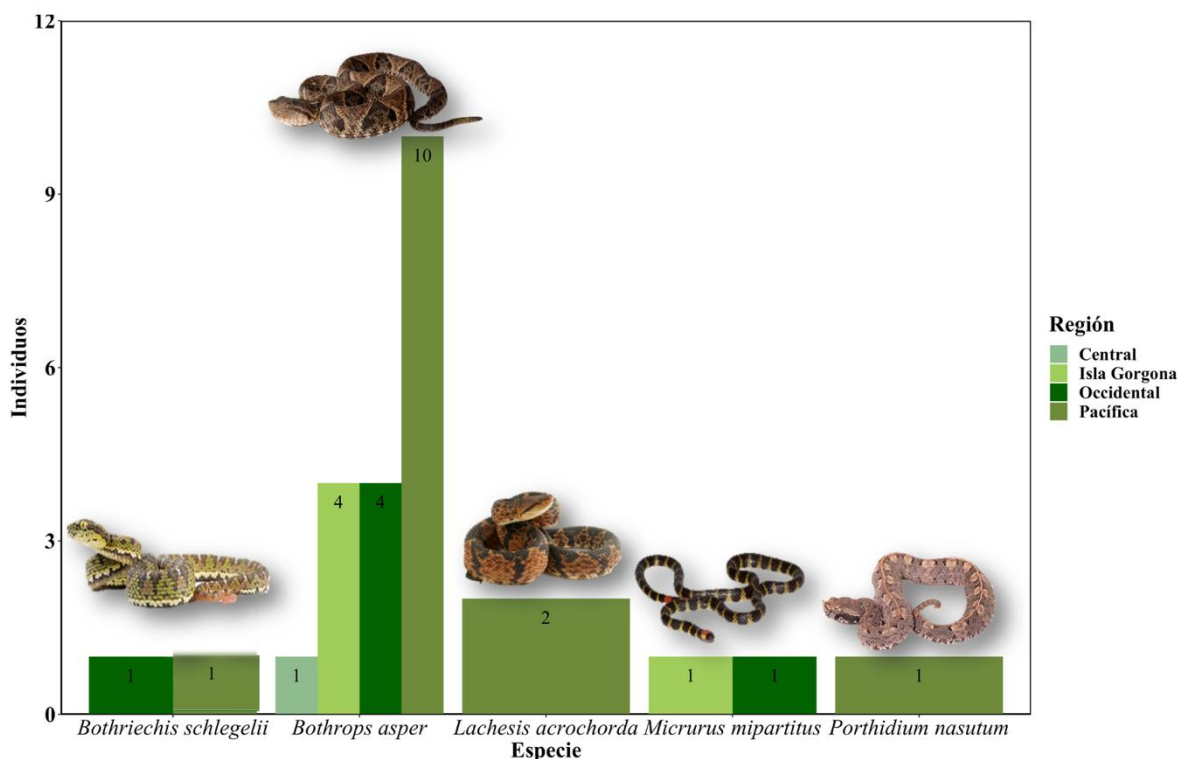 12
9
6
3
0
Individuos
10
4
4
2
1
1
1
1
1
1
Bothriechis schlegelii
Bothrops asper
Lachesis acrochorda
Micrurus mipartitus
Porthidium nasutum
Especie
Región
Central
Isla Gorgona
Occidental
Pacífica